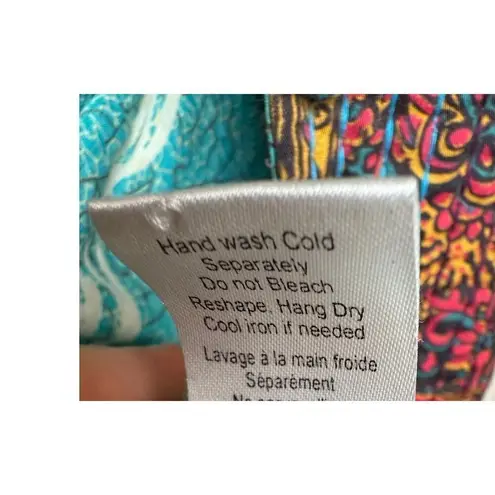 Hand wash Cold
Separately
Do not Bleach
Reshape. Hang Dry
Cool iron if needed
Lavage à la main froide
Séparément